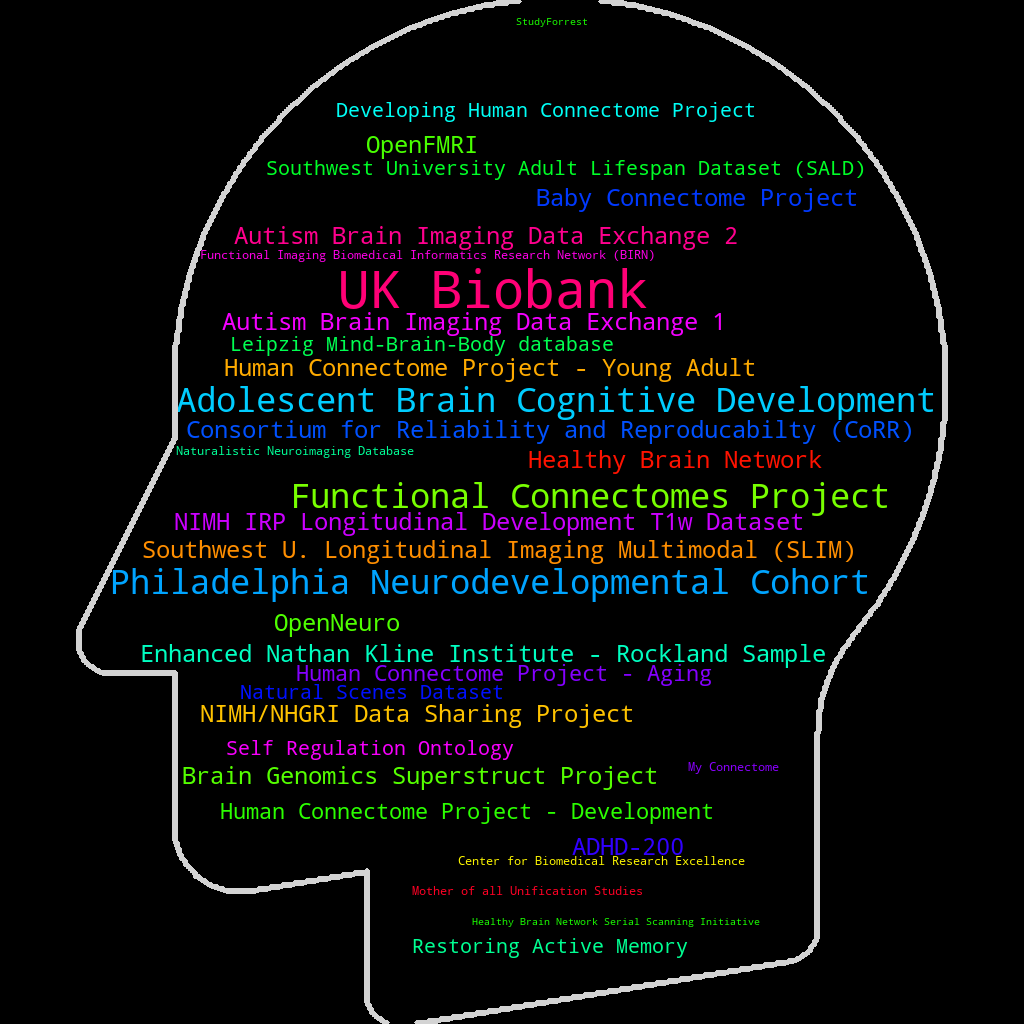 StudyForrest
Developing Human Connectome Project
OpenFMRI
Southwest University Adult Lifespan Dataset (SALD)
Baby Connectome Project
Autism Brain Imaging Data Exchange 2
Functional Imaging Biomedical Informatics Research Network (BIRN)
UK Biobank
Autism Brain Imaging Data Exchange 1
Leipzig Mind-Brain-Body database
Human Connectome Project - Young Adult
Adolescent Brain Cognitive Development
Consortium for Reliability and Reproducabilty (CoRR)
Naturalistic Neuroimaging Database
Healthy Brain Network
Functional Connectomes Project
NIMH IRP Longitudinal Development T1w Dataset
Southwest U. Longitudinal Imaging Multimodal (SLIM)
Philadelphia Neurodevelopmental Cohort
OpenNeuro
Enhanced Nathan Kline Institute - Rockland Sample
Human Connectome Project - Aging
Natural Scenes Dataset
NIMH/NHGRI Data Sharing Project
Self Regulation Ontology
My Connectome
Brain Genomics Superstruct Project
Human Connectome Project - Development
ADHD-200
Center for Biomedical Research Excellence
Mother of all Unification Studies
Healthy Brain Network Serial Scanning Initiative
Restoring Active Memory